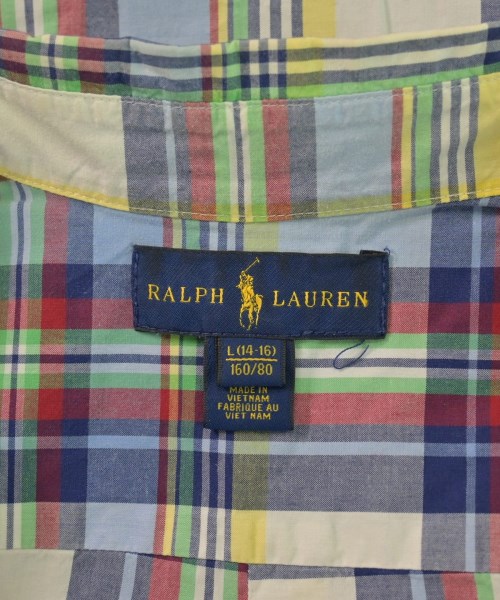 RALPH LAUREN
L (14-16)
160/80
MADE IN
VIETNAM
FABRIQUE AU
VIET NAM